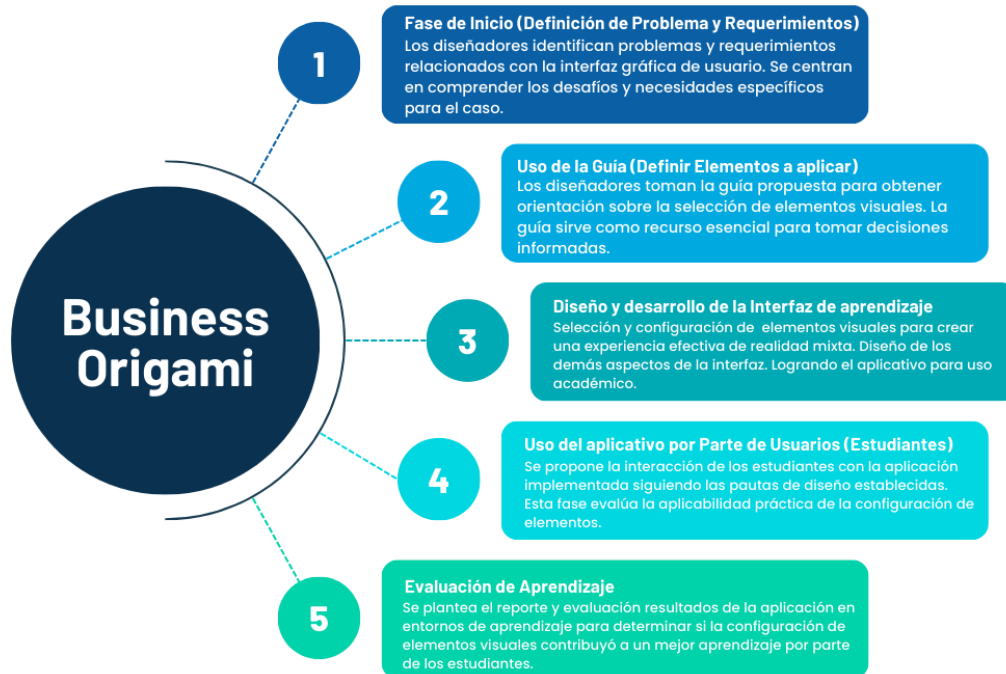 Business
Origami
1
Fase de Inicio (Definición de Problema y Requerimientos)
Los diseñadores identifican problemas y requerimientos
relacionados con la interfaz gráfica de usuario. Se centran
en comprender los desafíos y necesidades específicos
para el caso.
2
Uso de la Guía (Definir Elementos a aplicar)
Los diseñadores toman la guía propuesta para obtener
orientación sobre la selección de elementos visuales. La
guía sirve como recurso esencial para tomar decisiones
informadas.
3
Diseño y desarrollo de la Interfaz de aprendizaje
Selección y configuración de elementos visuales para crear
una experiencia efectiva de realidad mixta. Diseño de los
demás aspectos de la interfaz. Logrando el aplicativo para uso
académico.
4
Uso del aplicativo por Parte de Usuarios (Estudiantes)
Se propone la interacción de los estudiantes con la aplicación
implementada siguiendo las pautas de diseño establecidas.
Esta fase evalúa la aplicabilidad práctica de la configuración de
elementos.
5
Evaluación de Aprendizaje
Se plantea el reporte y evaluación resultados de la aplicación en
entornos de aprendizaje para determinar si la configuración de
elementos visuales contribuyó a un mejor aprendizaje por parte
de los estudiantes.